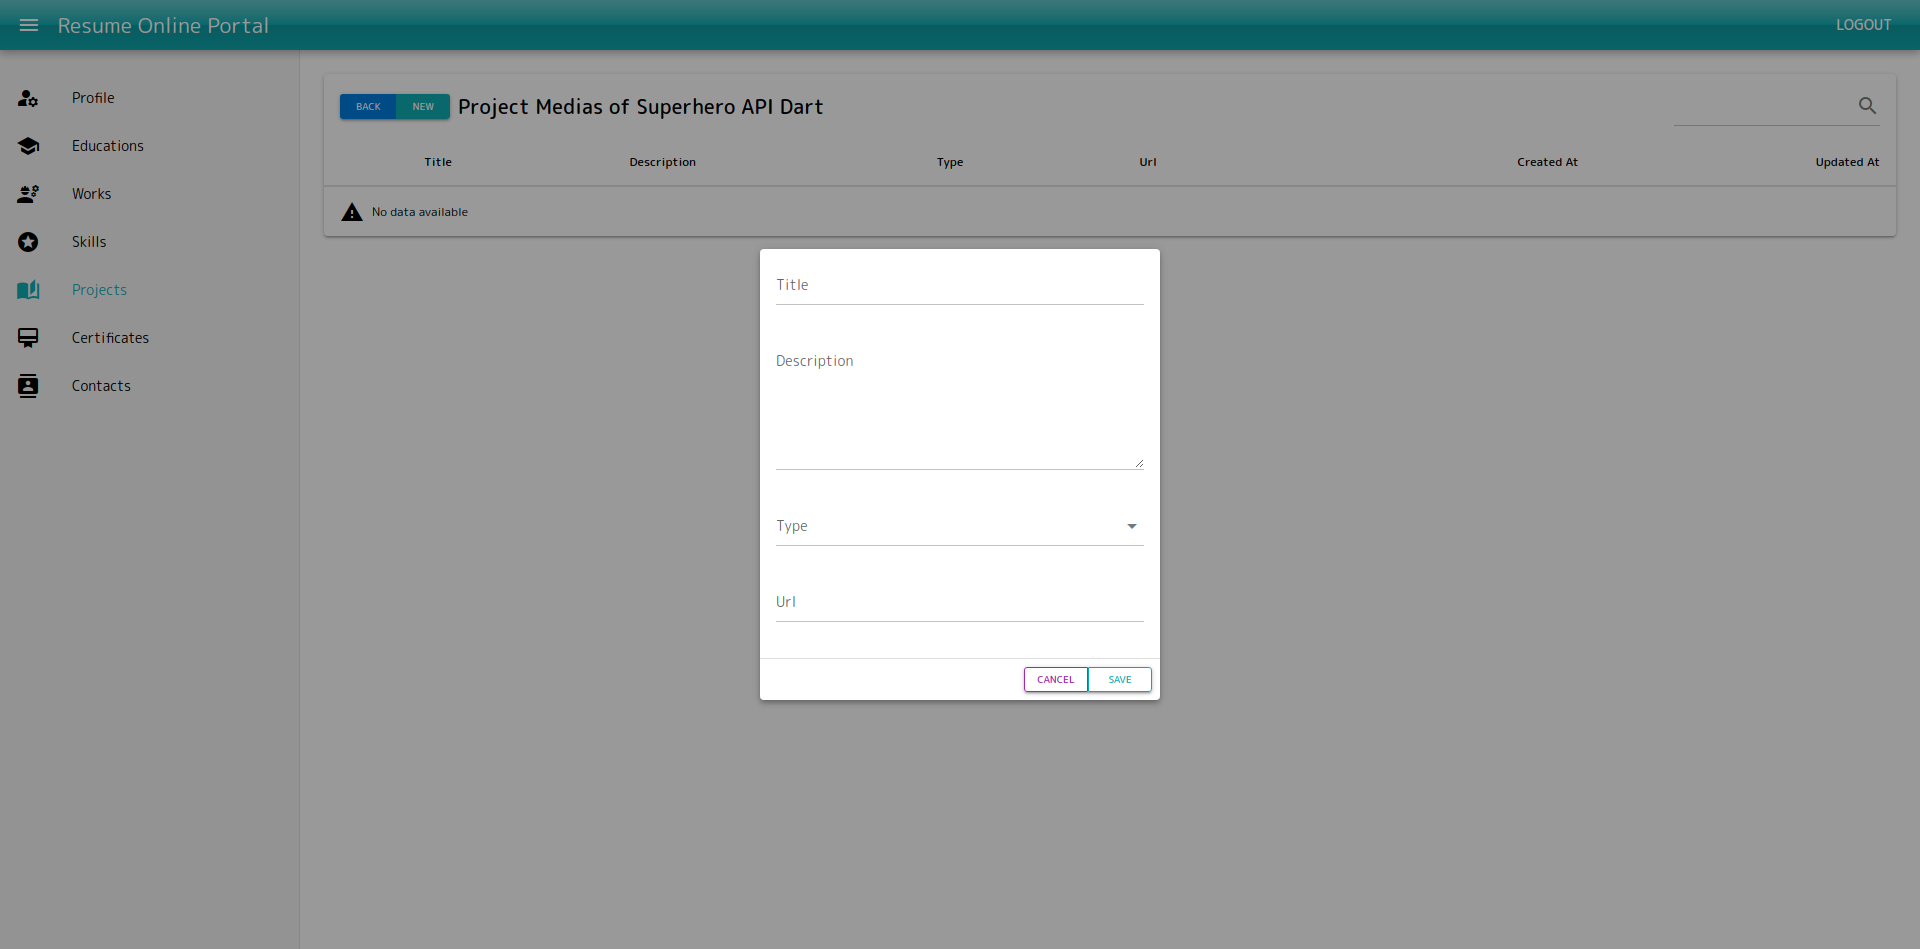 Resume Online Portal
LOGOUT
Profile
Educations
Works
Skills
Projects
Certificates
Contacts
BACK NEW Project Medias of Superhero API Dart
Title Description Type Url Created At Updated At
No data available
Title
Description
Type
Url
CANCEL SAVE